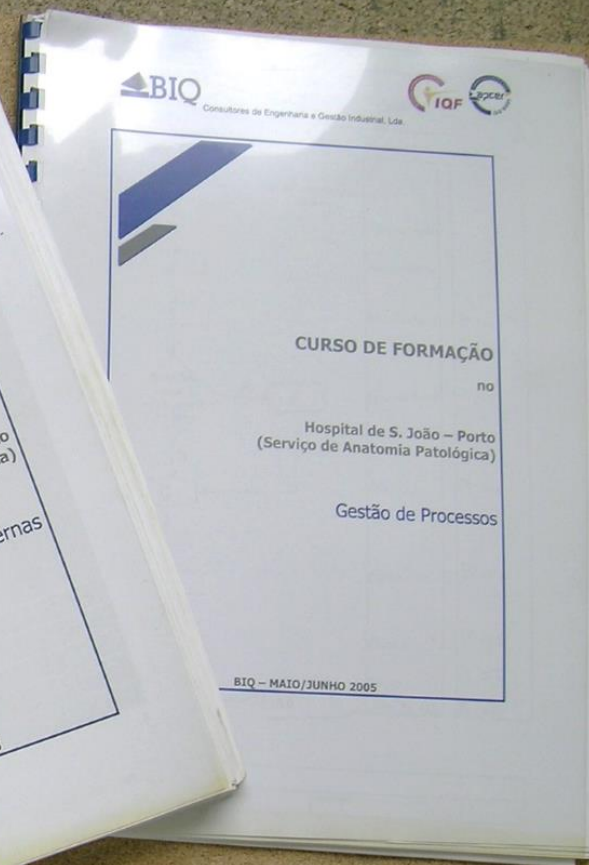 BIQ
Consultores de Engenharia e Gestão Industrial, Lda.
IQF
apcer
CURSO DE FORMAÇÃO
no
Hospital de S. João – Porto
(Serviço de Anatomia Patológica)
Gestão de Processos
BIQ – MAIO/JUNHO 2005
o
a)
ernas